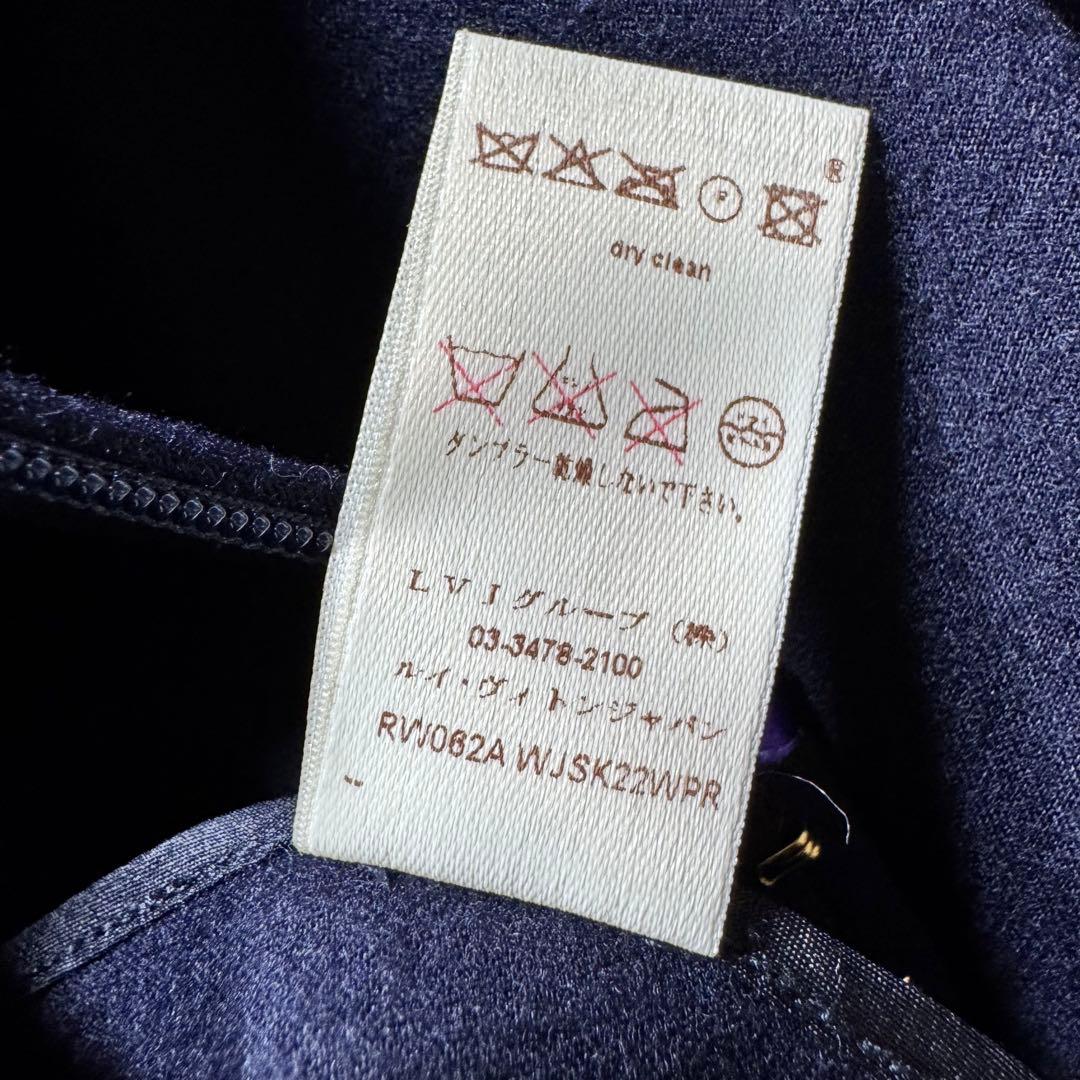 ®
P
dry clean
タンブラー乾燥しないで下さい。
LVJグループ（株）
03-3478-2100
ルイ・ヴィトンジャパン
RW062A WJSK22WPR